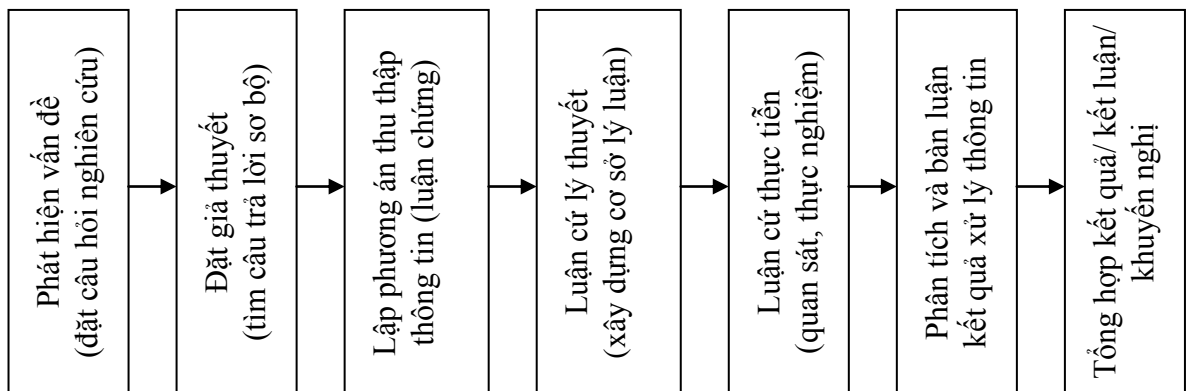 Phát hiện vấn đề
(đặt câu hỏi nghiên cứu)
Đặt giả thuyết
(tìm câu trả lời sơ bộ)
Lập phương án thu thập
thông tin (luận chứng)
Luận cứ lý thuyết
(xây dựng cơ sở lý luận)
Luận cứ thực tiễn
(quan sát, thực nghiệm)
Phân tích và bàn luận
kết quả xử lý thông tin
Tổng hợp kết quả/ kết luận/
khuyến nghị